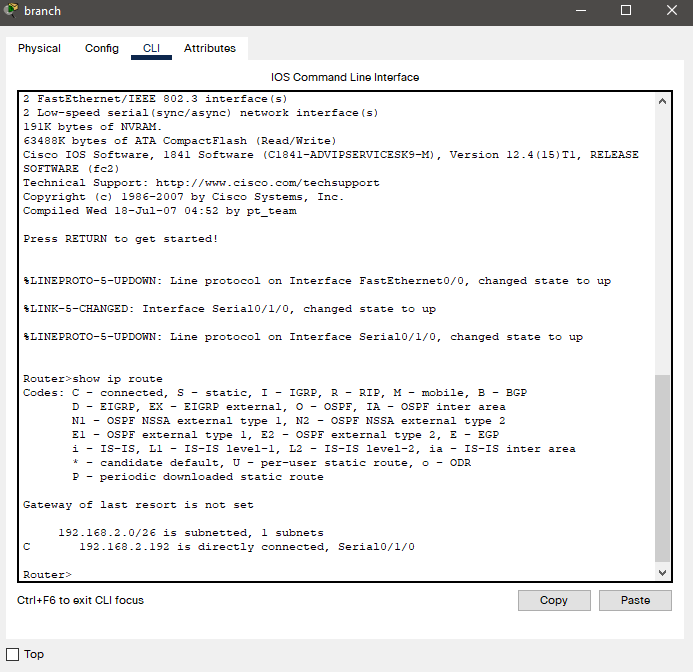 branch
Physical Config CLI Attributes
IOS Command Line Interface
2 FastEthernet/IEEE 802.3 interface(s)
2 Low-speed serial(sync/async) network interface(s)
191K bytes of NVRAM.
63488K bytes of ATA CompactFlash (Read/Write)
Cisco IOS Software, 1841 Software (C1841-ADVIPSERVICESK9-M), Version 12.4(15)T1, RELEASE
SOFTWARE (fc2)
Technical Support: http://www.cisco.com/techsupport
Copyright (c) 1986-2007 by Cisco Systems, Inc.
Compiled Wed 18-Jul-07 04:52 by pt_team
Press RETURN to get started!
%LINEPROTO-5-UPDOWN: Line protocol on Interface FastEthernet0/0, changed state to up
%LINK-5-CHANGED: Interface Serial0/1/0, changed state to up
%LINEPROTO-5-UPDOWN: Line protocol on Interface Serial0/1/0, changed state to up
Router>show ip route
Codes: C - connected, S - static, I - IGRP, R - RIP, M - mobile, B - BGP
D - EIGRP, EX - EIGRP external, O - OSPF, IA - OSPF inter area
N1 - OSPF NSSA external type 1, N2 - OSPF NSSA external type 2
E1 - OSPF external type 1, E2 - OSPF external type 2, E - EGP
i - IS-IS, L1 - IS-IS level-1, L2 - IS-IS level-2, ia - IS-IS inter area
* - candidate default, U - per-user static route, o - ODR
P - periodic downloaded static route
Gateway of last resort is not set
192.168.2.0/26 is subnetted, 1 subnets
C 192.168.2.192 is directly connected, Serial0/1/0
Router>
Ctrl+F6 to exit CLI focus
Copy Paste
Top